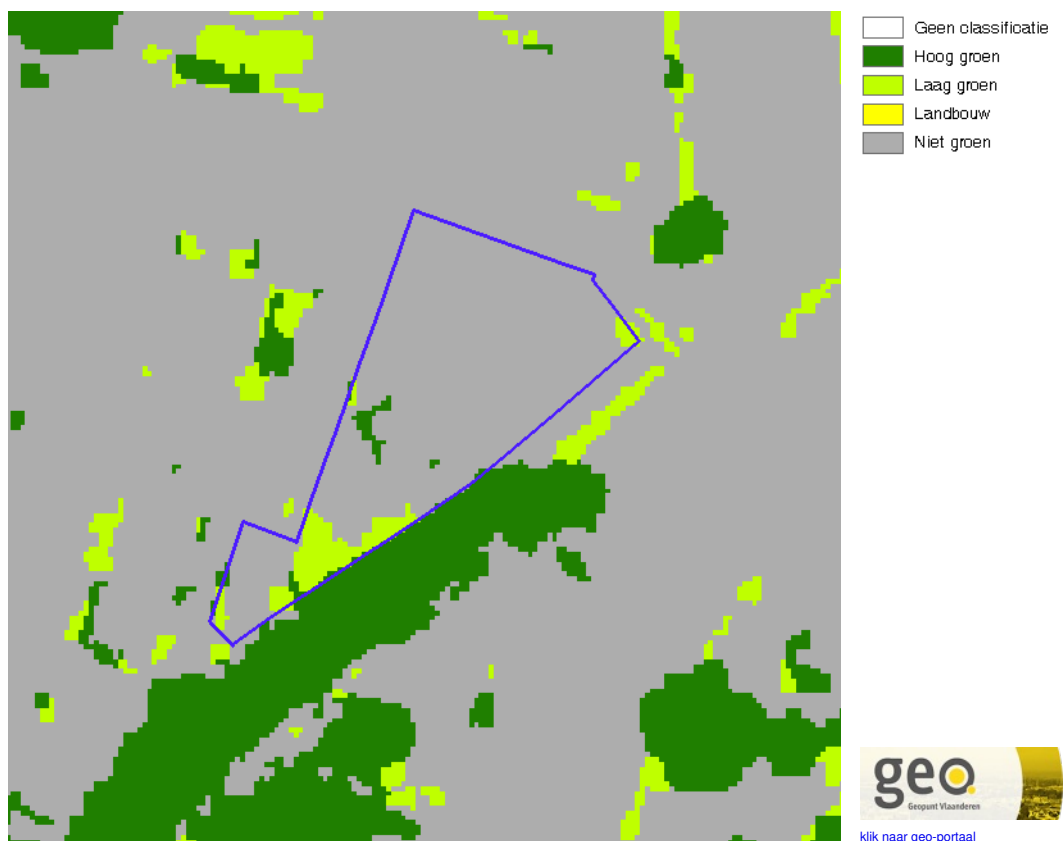 Geen classificatie
Hoog groen
Laag groen
Landbouw
Niet groen
geo.
Geopunt Vlaanderen
klik naar geo-portaal